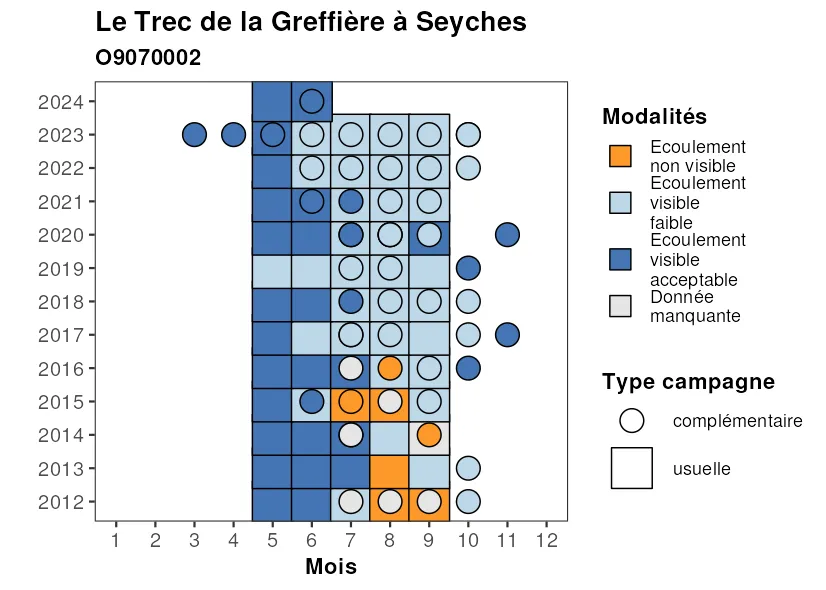 Le Trec de la Greffière à Seyches
O9070002
2024
2023
2022
2021
2020
2019
2018
2017
2016
2015
2014
2013
2012
1 2 3 4 5 6 7 8 9 10 11 12
Mois
Modalités
Ecoulement
non visible
Ecoulement
visible
faible
Ecoulement
visible
acceptable
Donnée
manquante
Type campagne
complémentaire
usuelle